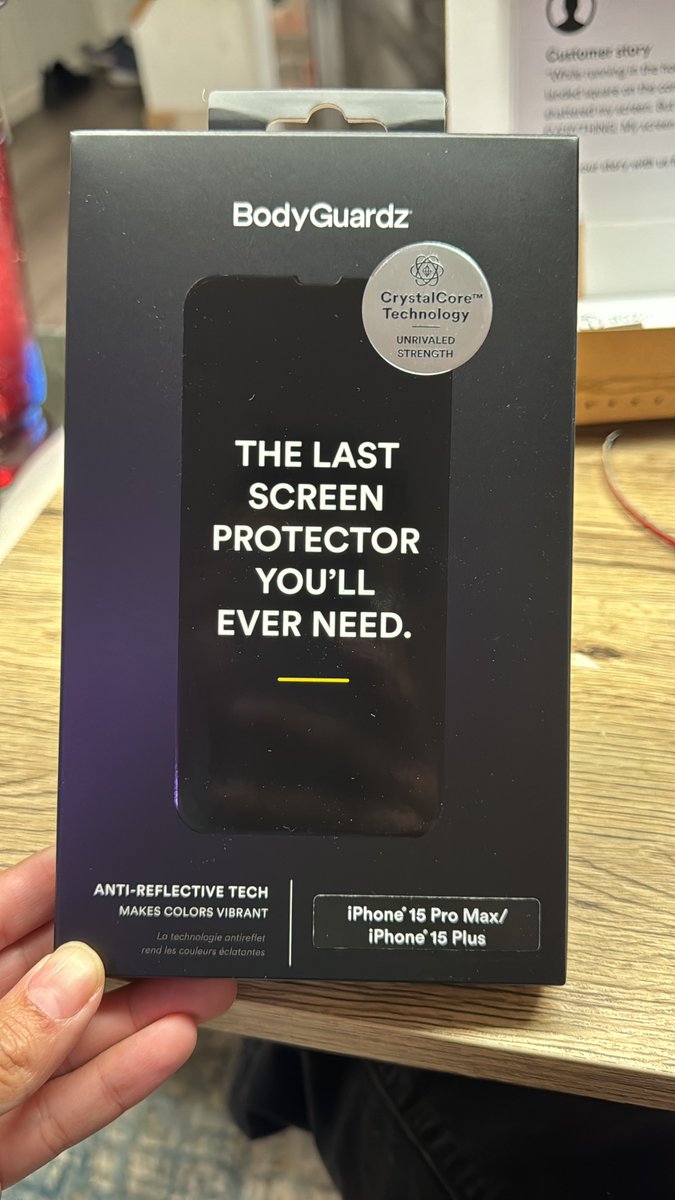 Customer story
BodyGuardz
CrystalCore™
Technology
UNRIVALED
STRENGTH
THE LAST
SCREEN
PROTECTOR
YOU'LL
EVER NEED.
ANTI-REFLECTIVE TECH
MAKES COLORS VIBRANT
La technologie antireflet
rend les couleurs éclatantes
iPhone® 15 Pro Max/
iPhone® 15 Plus